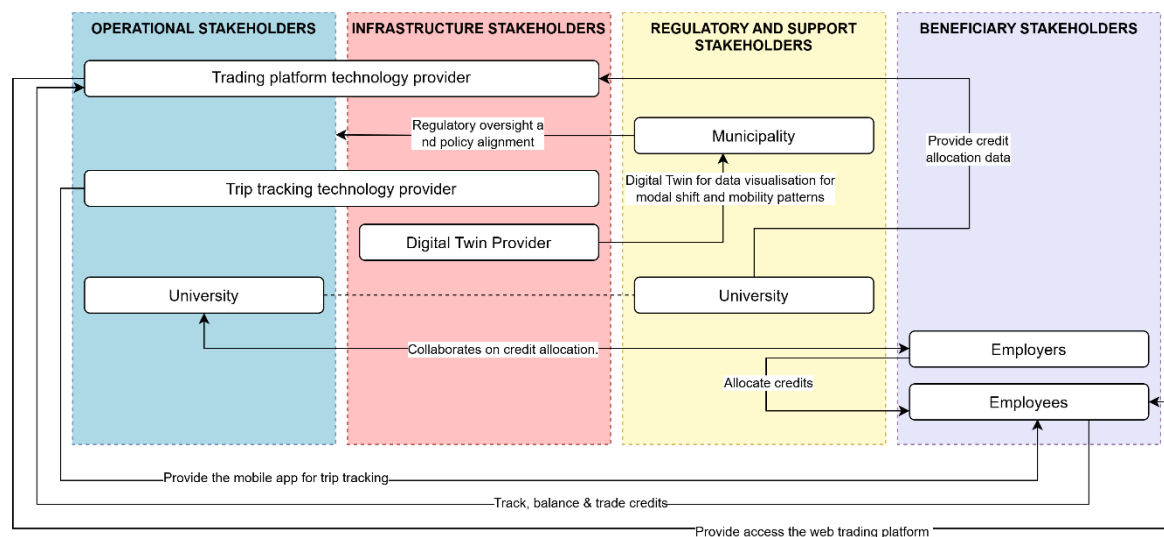 OPERATIONAL STAKEHOLDERS
INFRASTRUCTURE STAKEHOLDERS
REGULATORY AND SUPPORT
STAKEHOLDERS
BENEFICIARY STAKEHOLDERS
Trading platform technology provider
Regulatory oversight a
nd policy alignment
Municipality
Provide credit
allocation data
Trip tracking technology provider
Digital Twin for data visualisation for
modal shift and mobility patterns
Digital Twin Provider
University
University
Collaborates on credit allocation.
Employers
Allocate credits
Employees
Provide the mobile app for trip tracking
Track, balance & trade credits
Provide access the web trading platform